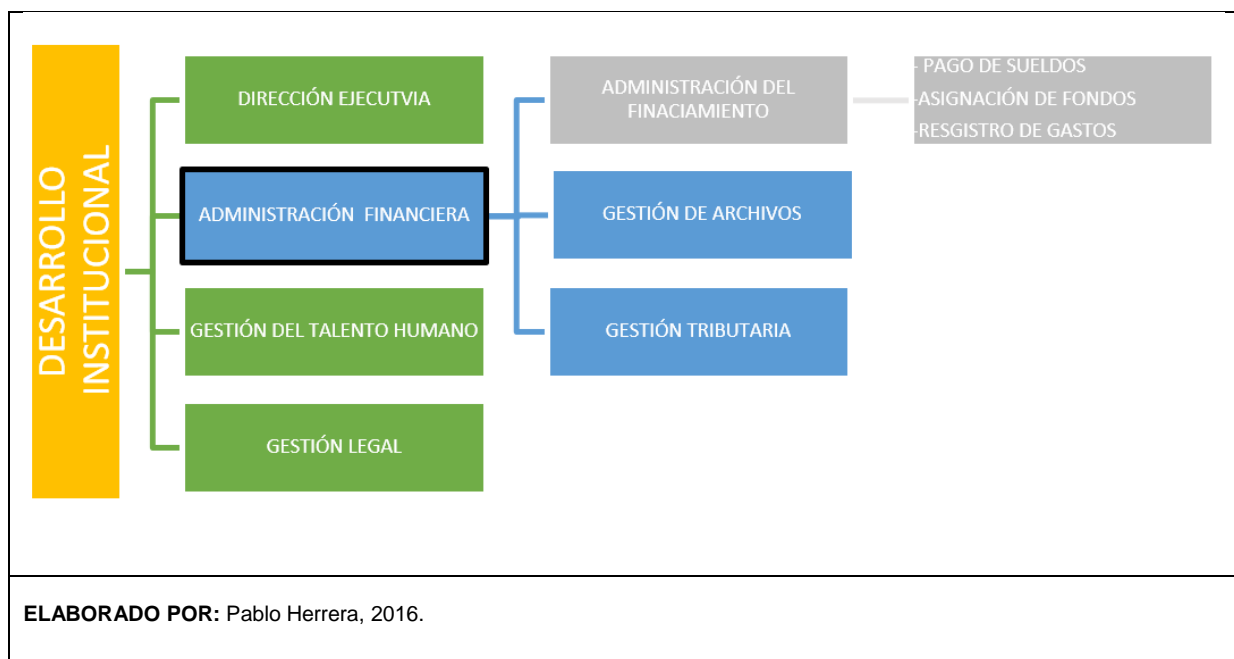 DESARROLLO
INSTITUCIONAL
DIRECCIÓN EJECUTVIA
ADMINISTRACIÓN FINANCIERA
GESTIÓN DEL TALENTO HUMANO
GESTIÓN LEGAL
ADMINISTRACIÓN DEL
FINACIAMIENTO
GESTIÓN DE ARCHIVOS
GESTIÓN TRIBUTARIA
- PAGO DE SUELDOS
-ASIGNACIÓN DE FONDOS
-RESGISTRO DE GASTOS
ELABORADO POR: Pablo Herrera, 2016.